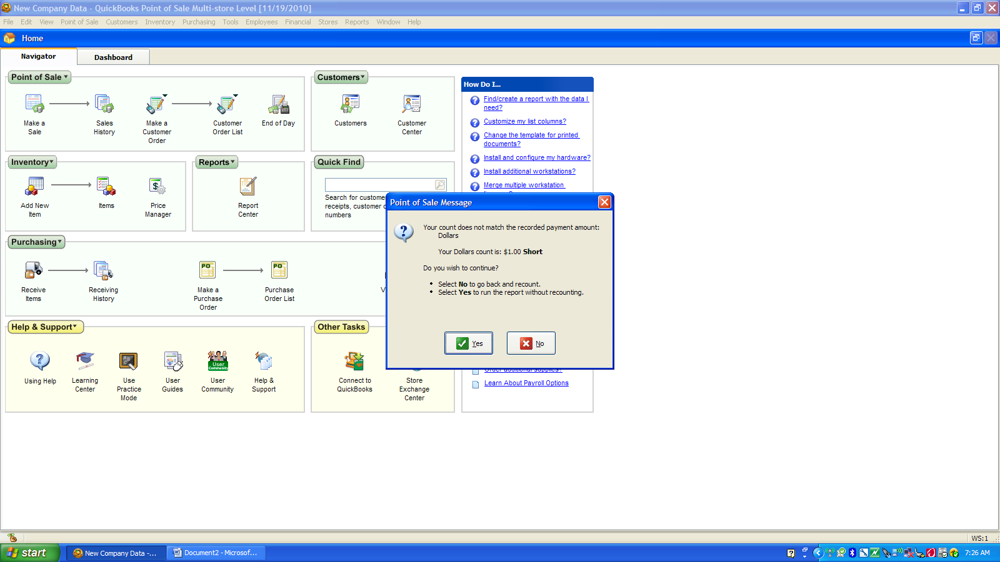 New Company Data - QuickBooks Point of Sale Multi-store Level [11/19/2010]
File Edit View Point of Sale Customers Inventory Purchasing Tools Employees Financial Stores Reports Window Help
Home
Navigator Dashboard
Point of Sale
Make a
Sale
Sales
History
Make a
Customer
Order
Customer
Order List
End of Day
Customers
Customers
Customer
Center
How Do I...
Find/create a report with the data I
need?
Customize my list columns?
Change the template for printed
documents?
Install and configure my hardware?
Install additional workstations?
Merge multiple workstation
Inventory
Add New
Item
Items
Price
Manager
Reports
Report
Center
Quick Find
Search for custome
receipts, customer
numbers
Purchasing
Receive
Items
Receiving
History
PO
Make a
Purchase
Order
PO
Purchase
Order List
V
Point of Sale Message
Your count does not match the recorded payment amount:
Dollars
Your Dollars count is: $1.00 Short
Do you wish to continue?
• Select No to go back and recount.
• Select Yes to run the report without recounting.
Yes No
Help & Support
Using Help
Learning
Center
Use
Practice
Mode
User
Guides
User
Community
User
Community
Help &
Support
Other Tasks
Connect to
QuickBooks
Store
Exchange
Center
Order additional supplies?
Learn About Payroll Options
WS:1
start
New Company Data -...
Document2 - Microsof...
7:26 AM